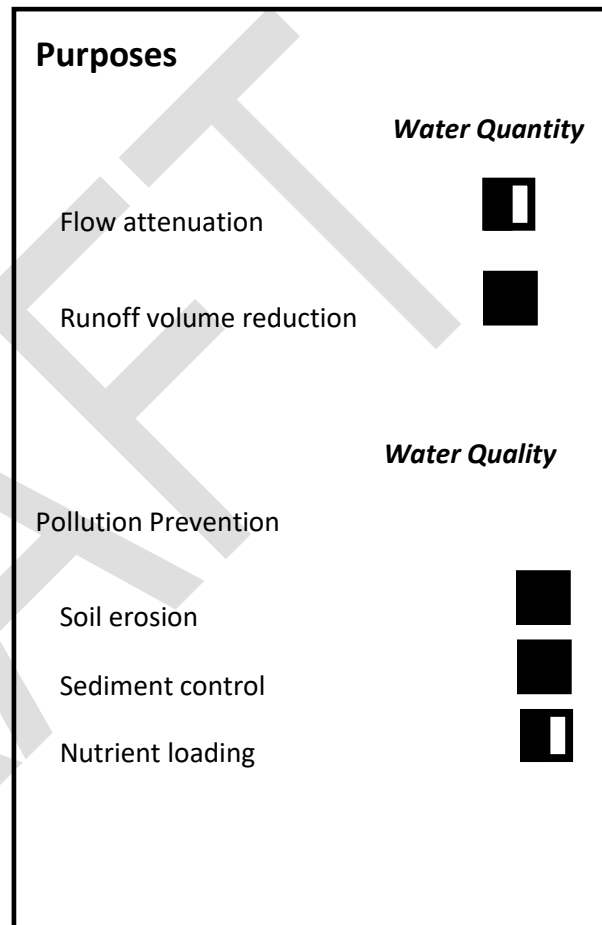 Purposes
Water Quantity
Flow attenuation
Runoff volume reduction
Water Quality
Pollution Prevention
Soil erosion
Sediment control
Nutrient loading